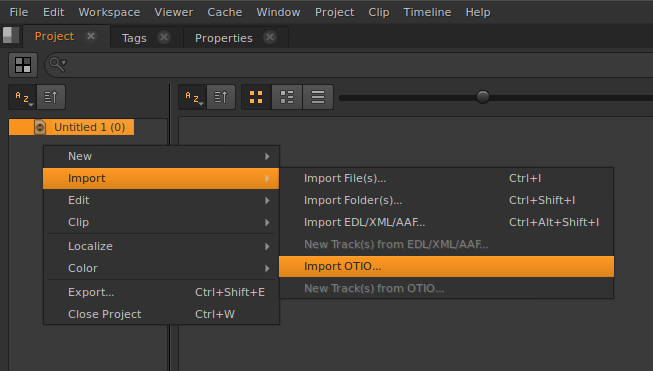 File Edit Workspace Viewer Cache Window Project Clip Timeline Help
Project Tags Properties
A Z A Z
Untitled 1 (0)
New
Import
Edit
Clip
Localize
Color
Export... Ctrl+Shift+E
Close Project Ctrl+W
Import File(s)... Ctrl+I
Import Folder(s)... Ctrl+Shift+I
Import EDL/XML/AAF... Ctrl+Alt+Shift+I
New Track(s) from EDL/XML/AAF...
Import OTIO...
New Track(s) from OTIO...